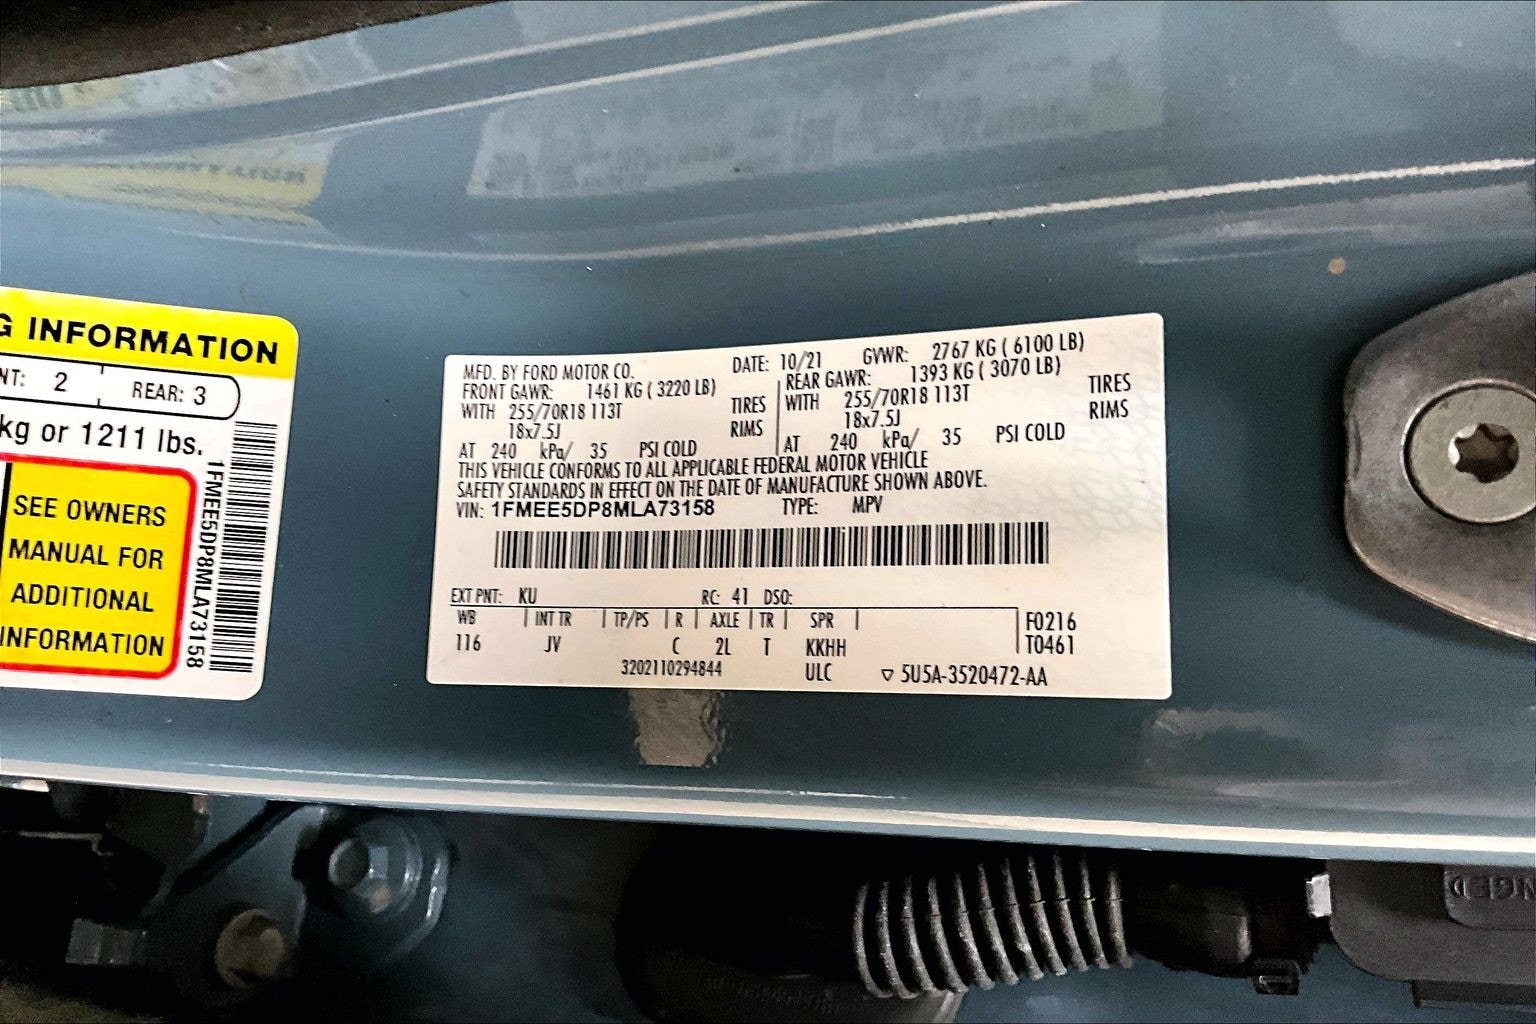 G INFORMATION
NT: 2 REAR: 3
kg or 1211 lbs.
SEE OWNERS
MANUAL FOR
ADDITIONAL
INFORMATION
1FMEE5DP8MLA73158
MFD. BY FORD MOTOR CO. DATE: 10/21 GVWR: 2767 KG ( 6100 LB)
FRONT GAWR: 1461 KG ( 3220 LB) REAR GAWR: 1393 KG ( 3070 LB)
WITH 255/70R18 113T TIRES WITH 255/70R18 113T TIRES
18x7.5J RIMS 18x7.5J RIMS
AT 240 kPa/ 35 PSI COLD AT 240 kPa/ 35 PSI COLD
THIS VEHICLE CONFORMS TO ALL APPLICABLE FEDERAL MOTOR VEHICLE
SAFETY STANDARDS IN EFFECT ON THE DATE OF MANUFACTURE SHOWN ABOVE.
VIN: 1FMEE5DP8MLA73158 TYPE: MPV
EXT PNT: KU RC: 41 DSO:
WB INT TR TP/PS R AXLE TR SPR F0216
116 JV C 2L T KKHH T0461
3202110294844 ULC ▽ 5U5A-3520472-AA